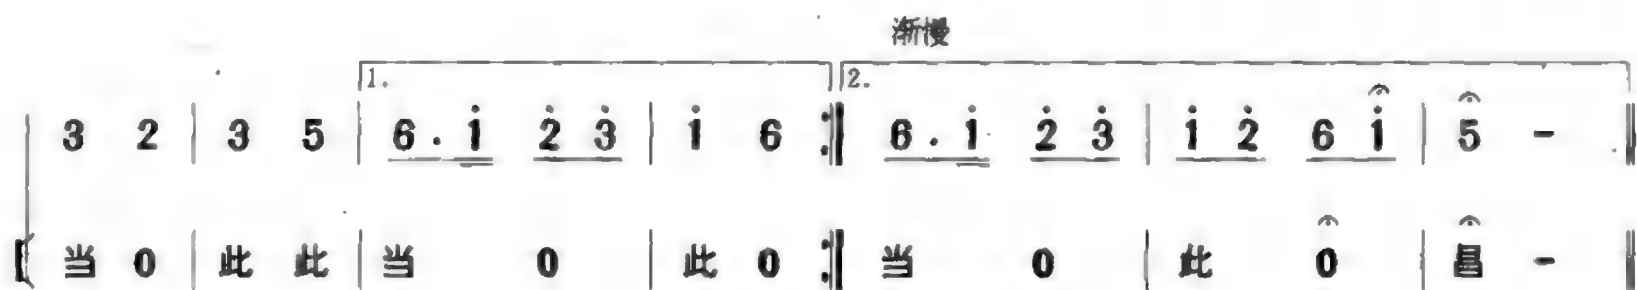 渐慢
1. 2.
3 2 | 3 5 | 6 . i̇ 2̇ 3̇ | i̇ 6 :‖ 6 . i̇ 2̇ 3̇ | i̇ 2̇ 6 i̇ | 5 - ‖
当 0 | 此 此 | 当 0 | 此 0 :‖ 当 0 | 此 0 | 昌 - ‖